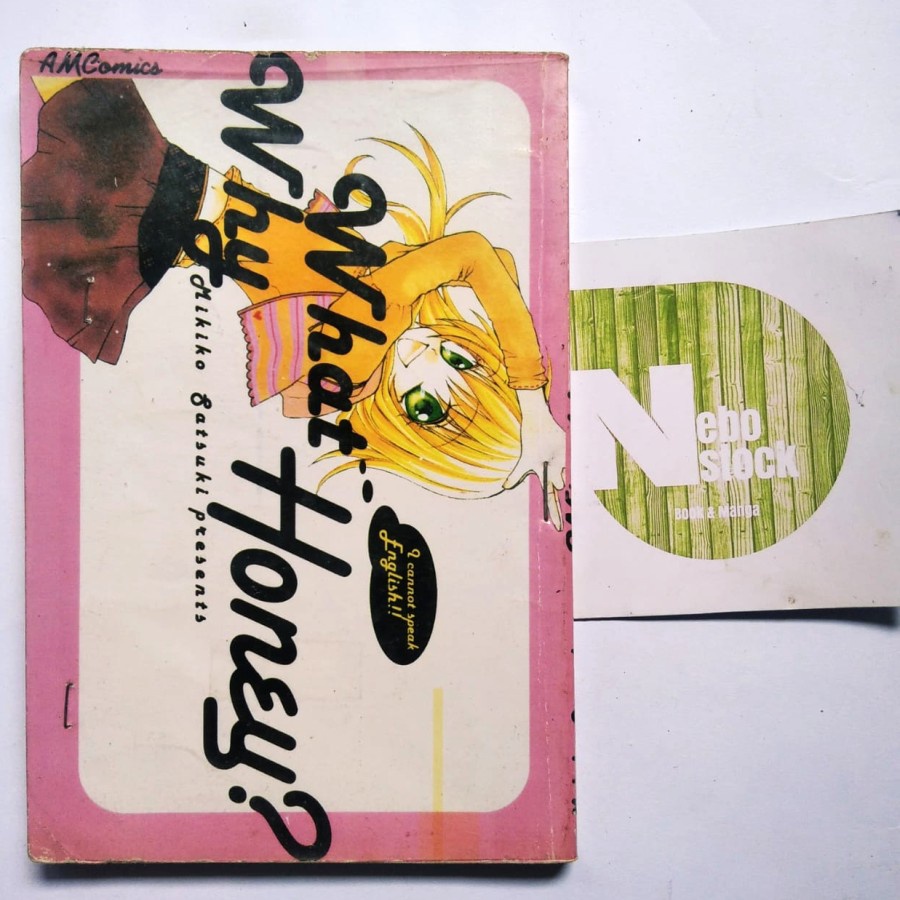 AMComics
What--
Why
Honey?
Mikiko Satsuki presents
I cannot speak
English!!
Nebo
stock
Book & Manga